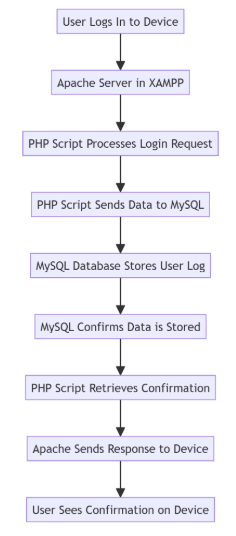 User Logs In to Device
Apache Server in XAMPP
PHP Script Processes Login Request
PHP Script Sends Data to MySQL
MySQL Database Stores User Log
MySQL Confirms Data is Stored
PHP Script Retrieves Confirmation
Apache Sends Response to Device
User Sees Confirmation on Device